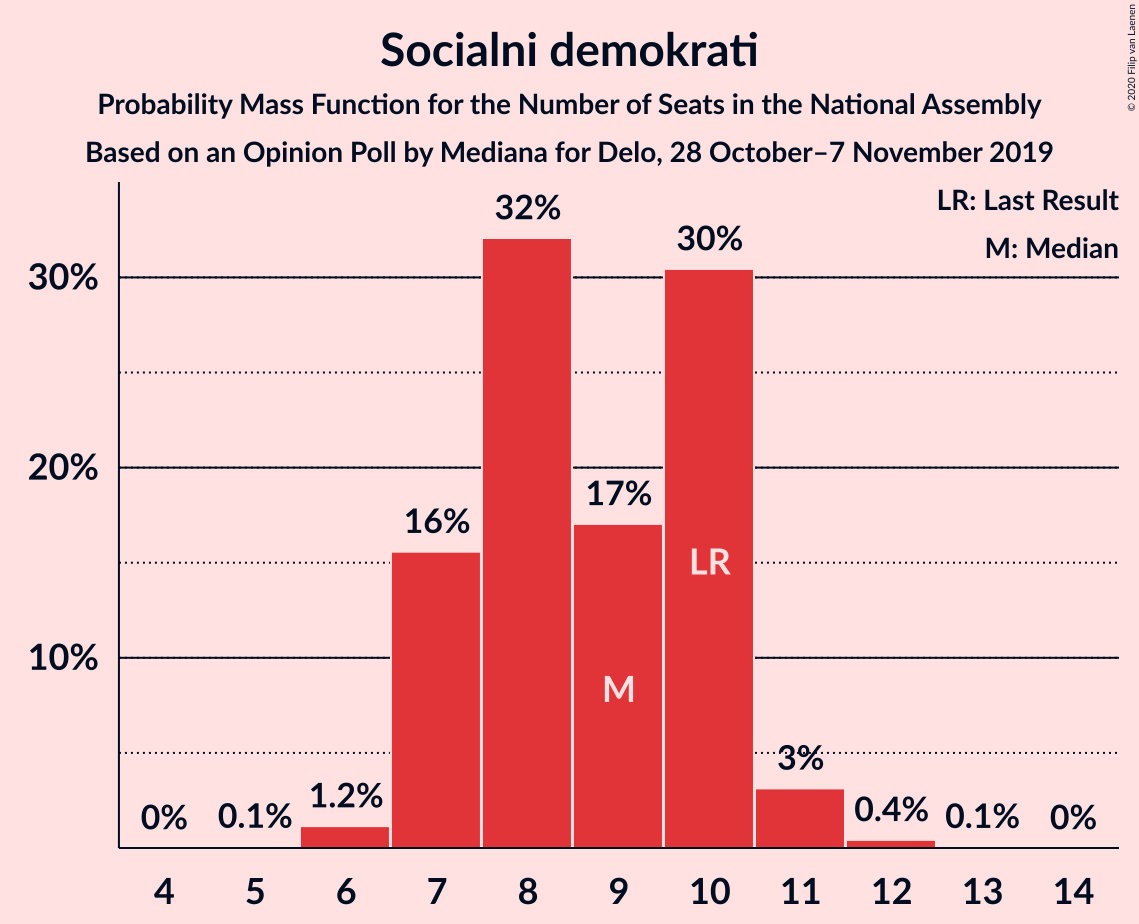 © 2020 Filip van Laenen
Socialni demokrati
Probability Mass Function for the Number of Seats in the National Assembly
Based on an Opinion Poll by Mediana for Delo, 28 October–7 November 2019
LR: Last Result
M: Median
32%
30%
30%
20%
17%
16%
LR
10%
M
3%
1.2%
0.4%
0%
0.1%
0.1%
0%
4 5 6 7 8 9 10 11 12 13 14